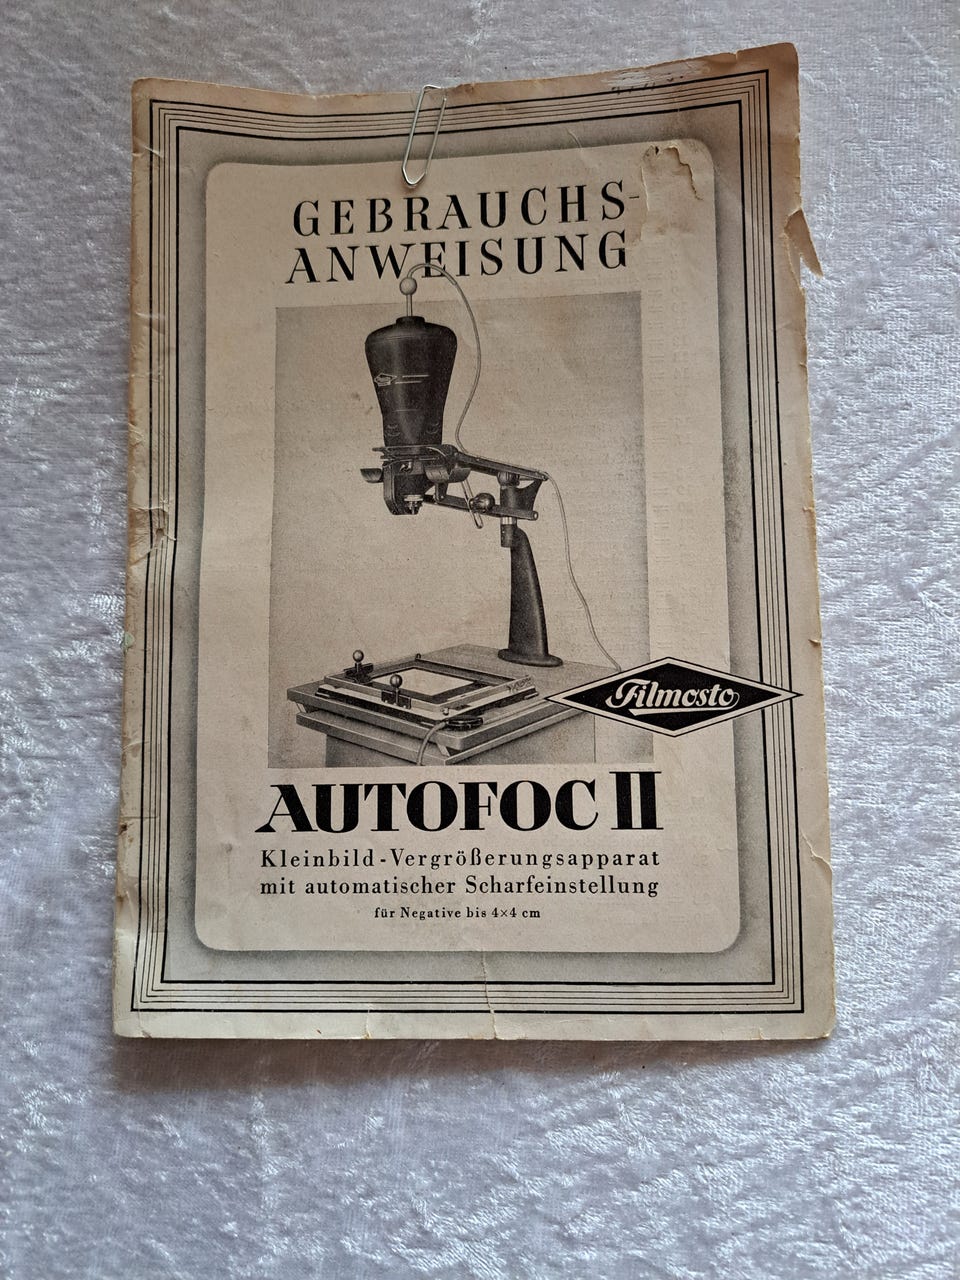 GEBRAUCHS-
ANWEISUNG
Filmosto
AUTOFOC II
Kleinbild-Vergrößerungsapparat
mit automatischer Scharfeinstellung
für Negative bis 4×4 cm